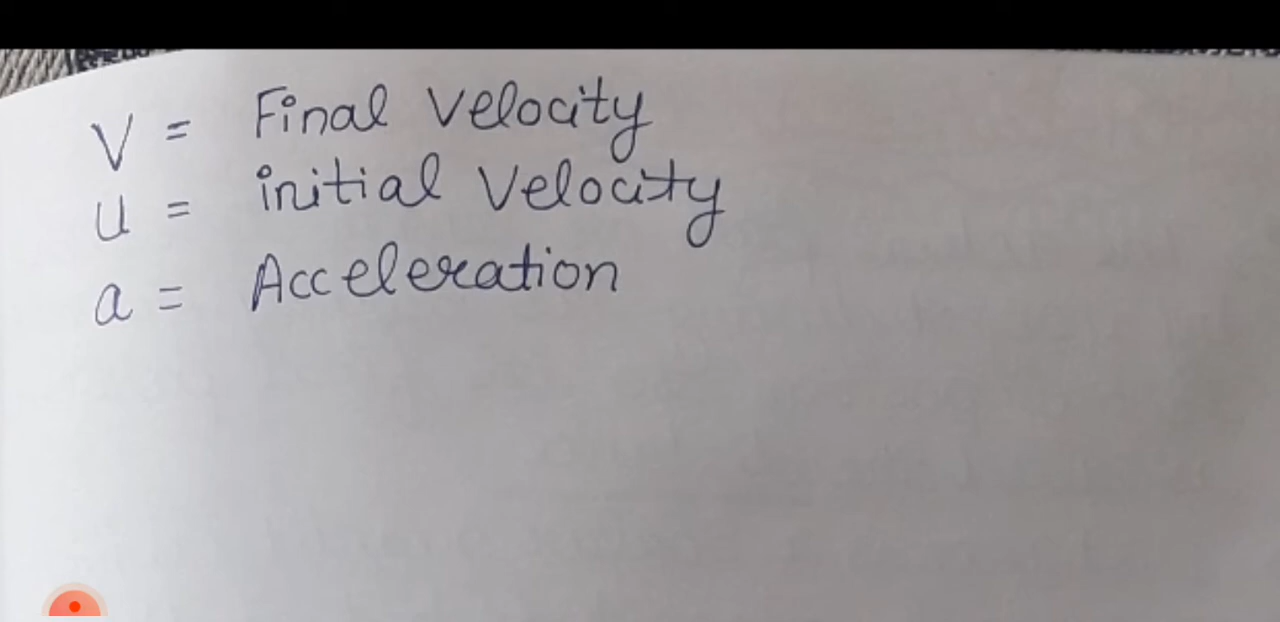 V = Final Velocity
u = initial Velocity
a = Acceleration